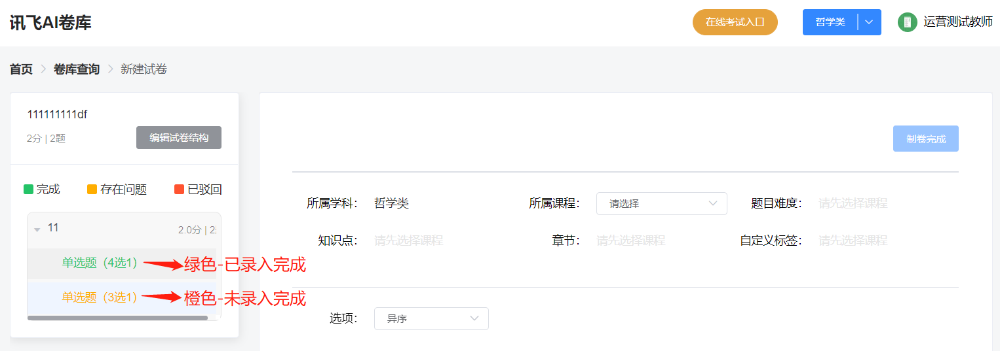 讯飞AI卷库
在线考试入口
哲学类
运营测试教师
首页 > 卷库查询 > 新建试卷
111111111df
2分 | 2题
编辑试卷结构
制卷完成
完成
存在问题
已驳回
11
2.0分 | 2
单选题（4选1）
绿色-已录入完成
单选题（3选1）
橙色-未录入完成
所属学科： 哲学类
所属课程： 请选择
题目难度： 请先选择课程
知识点： 请先选择课程
章节： 请先选择课程
自定义标签： 请先选择课程
选项： 异序